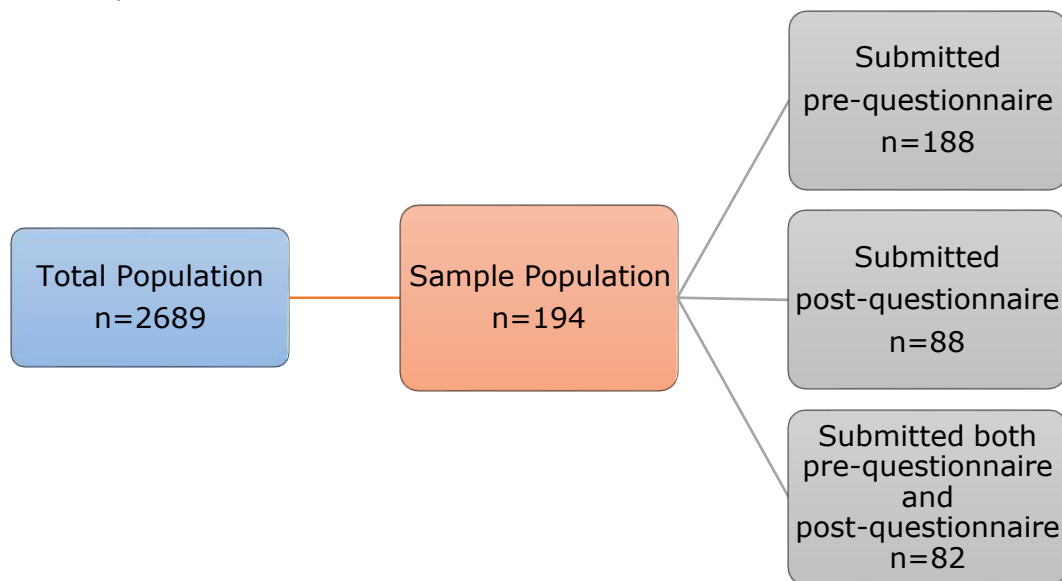 Total Population
n=2689
Sample Population
n=194
Submitted
pre-questionnaire
n=188
Submitted
post-questionnaire
n=88
Submitted both
pre-questionnaire
and
post-questionnaire
n=82